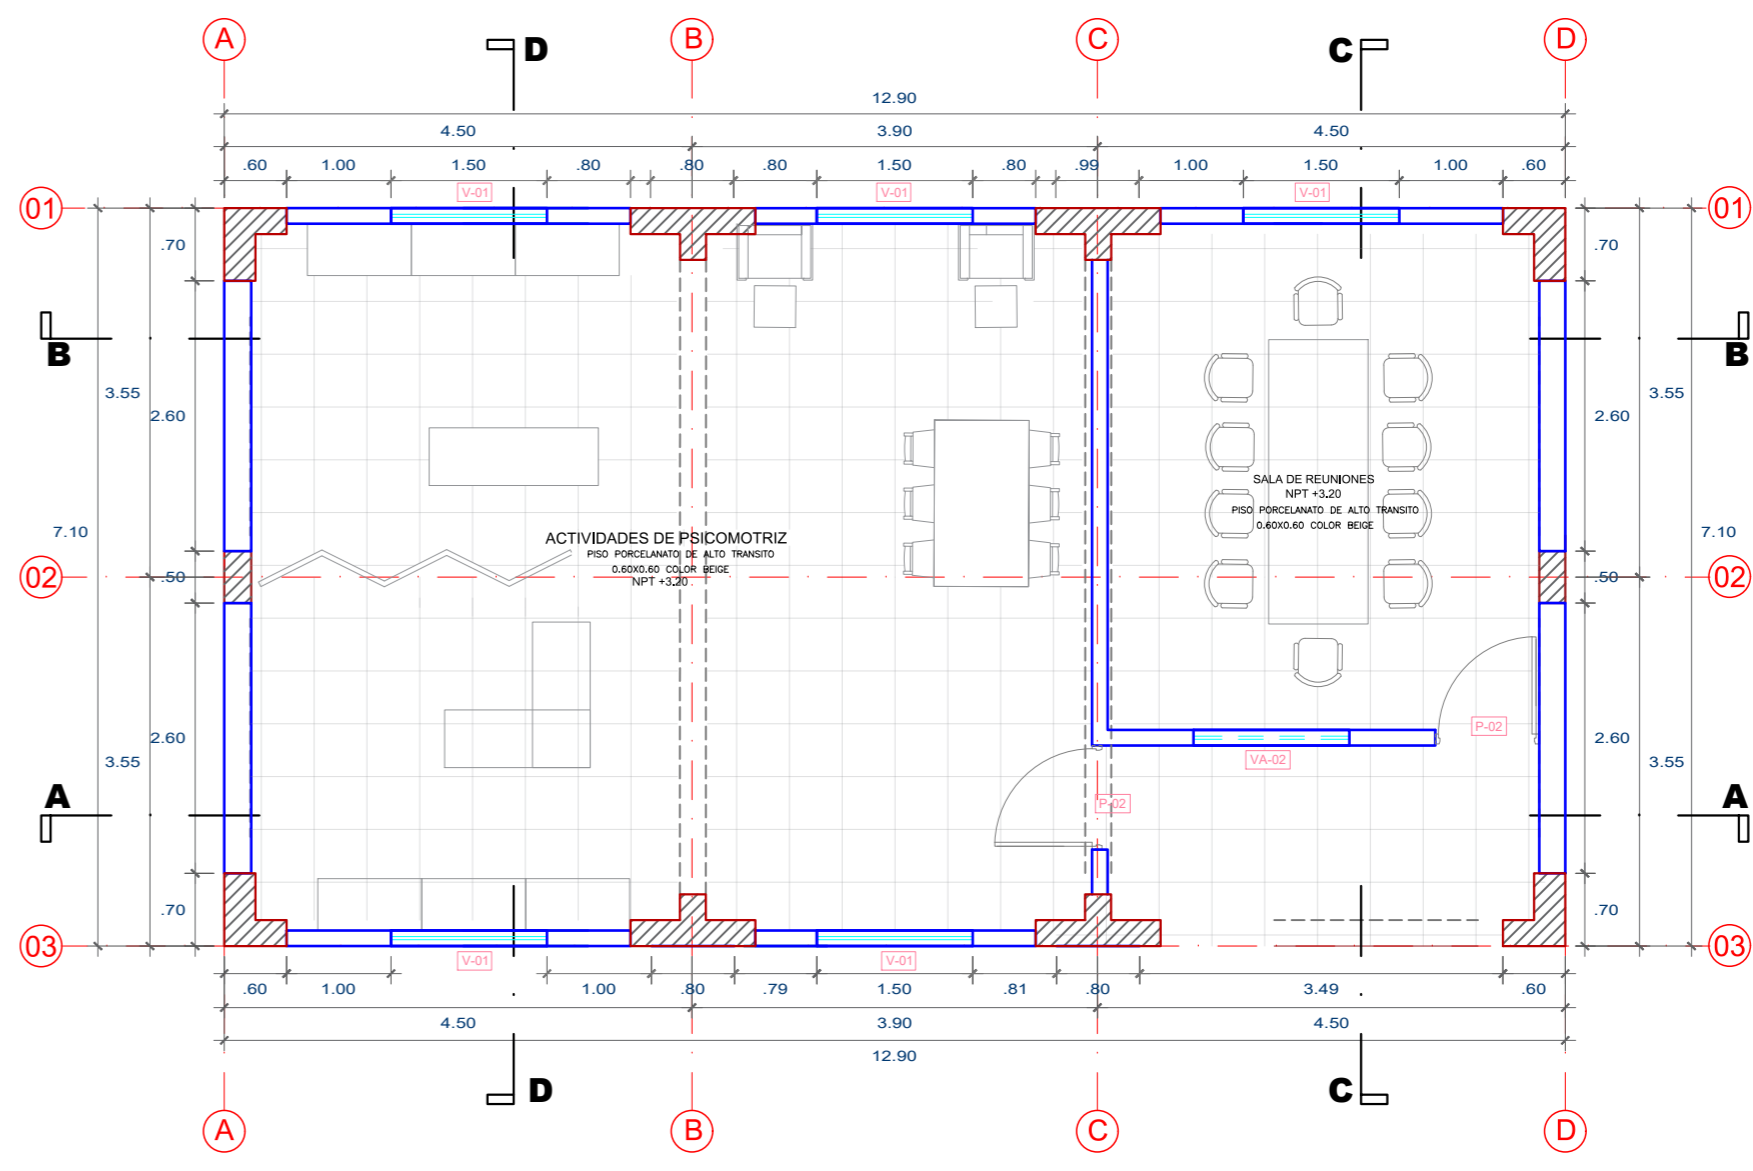 A B C D
D C
12.90
4.50 3.90 4.50
.60 1.00 1.50 .80 .80 .80 1.50 .80 .99 1.00 1.50 1.00 .60
V-01 V-01 V-01
01 01
.70 .70
B B
3.55 2.60 2.60 3.55
SALA DE REUNIONES
NPT +3.20
PISO PORCELANATO DE ALTO TRANSITO
0.60X0.60 COLOR BEIGE
7.10 7.10
ACTIVIDADES DE PSICOMOTRIZ
PISO PORCELANATO DE ALTO TRANSITO
0.60X0.60 COLOR BEIGE
NPT +3.20
02 .50 .50 02
P-02
2.60 2.60
VA-02
3.55 3.55
A A
P-02
.70 .70
03 03
V-01 V-01
.60 1.00 1.00 .80 .79 1.50 .81 .80 3.49 .60
4.50 3.90 4.50
12.90
D C
A B C D